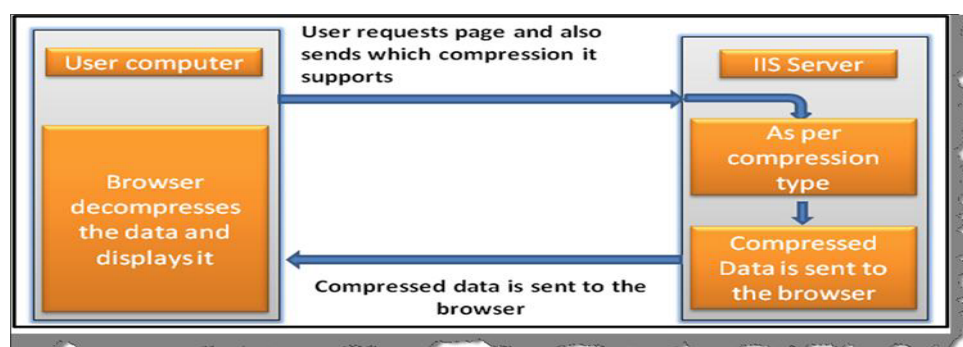 User requests page and also
sends which compression it
supports
User computer
IIS Server
As per
compression
type
Browser
decompresses
the data and
displays it
Compressed
Data is sent to
the browser
Compressed data is sent to the
browser